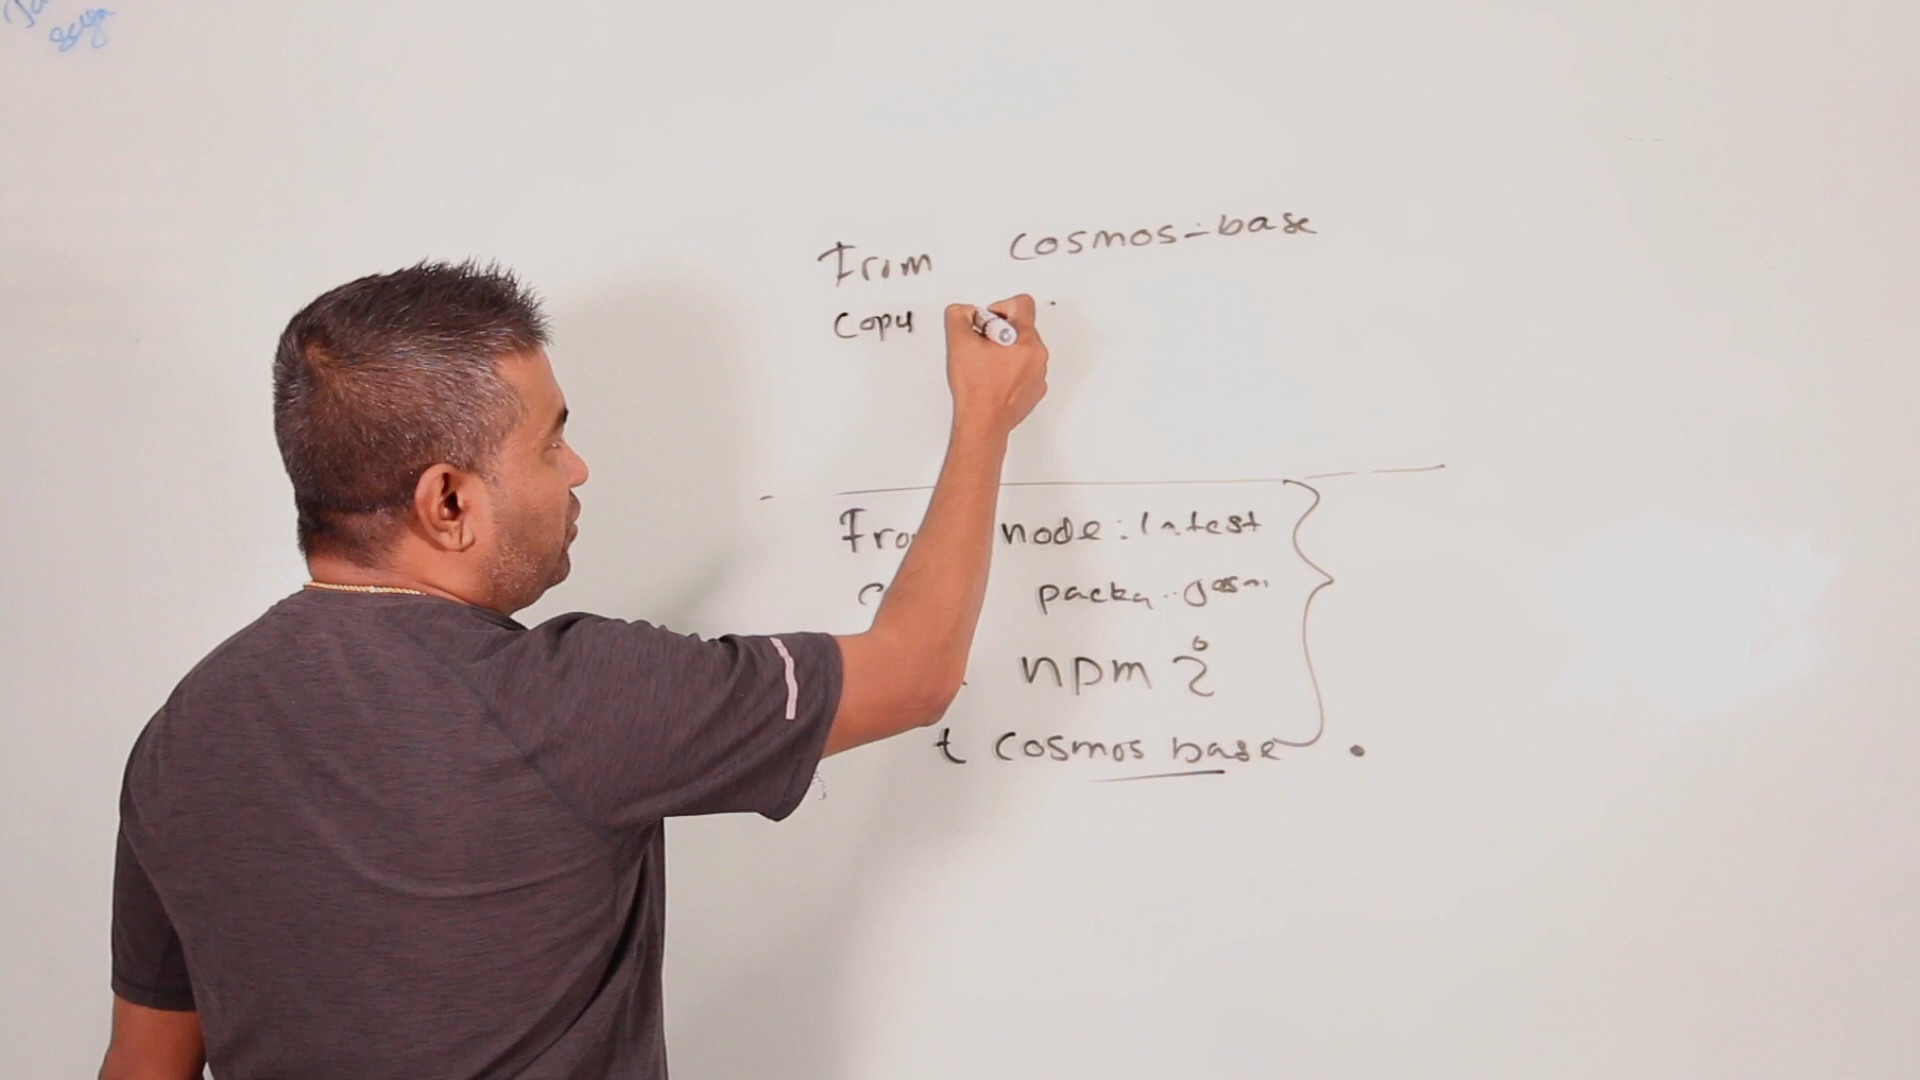 From cosmos-base
copy .
From node:latest
packa..json
npm i
t cosmos base .